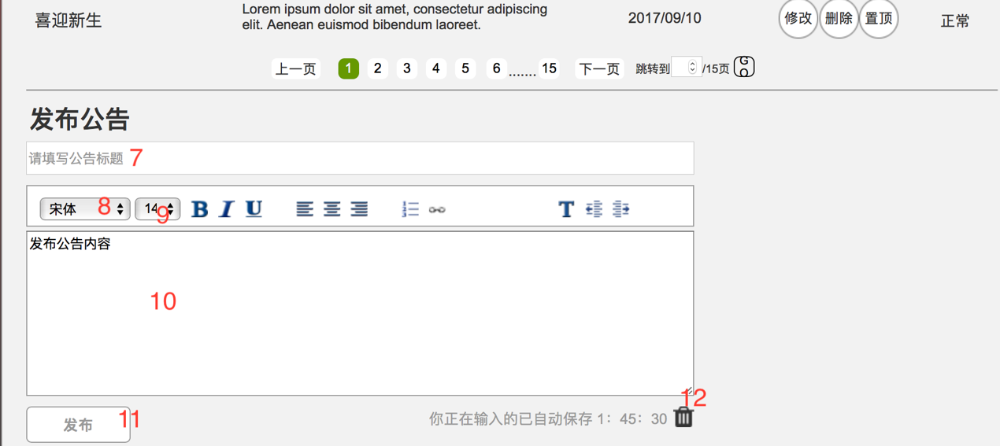 喜迎新生
Lorem ipsum dolor sit amet, consectetur adipiscing
elit. Aenean euismod bibendum laoreet.
2017/09/10
修改 删除 置顶
正常
上一页 1 2 3 4 5 6 ....... 15 下一页 跳转到 /15页 GO
发布公告
请填写公告标题 7
宋体 8 14 9 B I U T
发布公告内容
10
12
发布 11
你正在输入的已自动保存 1：45：30